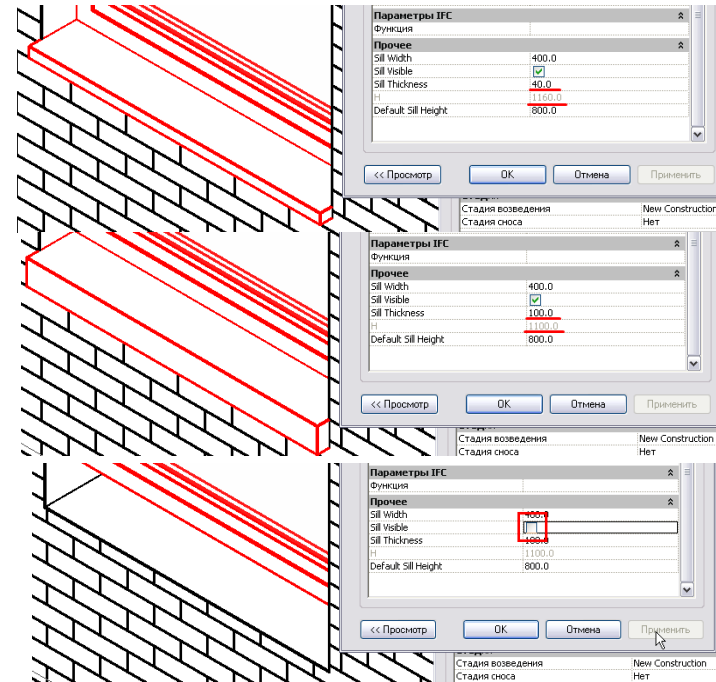 Параметры IFC
Функция
Прочее
Sill Width 400.0
Sill Visible
Sill Thickness 40.0
H 1160.0
Default Sill Height 800.0
<< Просмотр OK Отмена Применить
Стадия возведения New Construction
Стадия сноса Нет
Параметры IFC
Функция
Прочее
Sill Width 400.0
Sill Visible
Sill Thickness 100.0
H 1100.0
Default Sill Height 800.0
<< Просмотр OK Отмена Применить
Стадия возведения New Construction
Стадия сноса Нет
Параметры IFC
Функция
Прочее
Sill Width 400.0
Sill Visible
Sill Thickness 100.0
H 1100.0
Default Sill Height 800.0
<< Просмотр OK Отмена Применить
Стадия возведения New Construction
Стадия сноса Нет